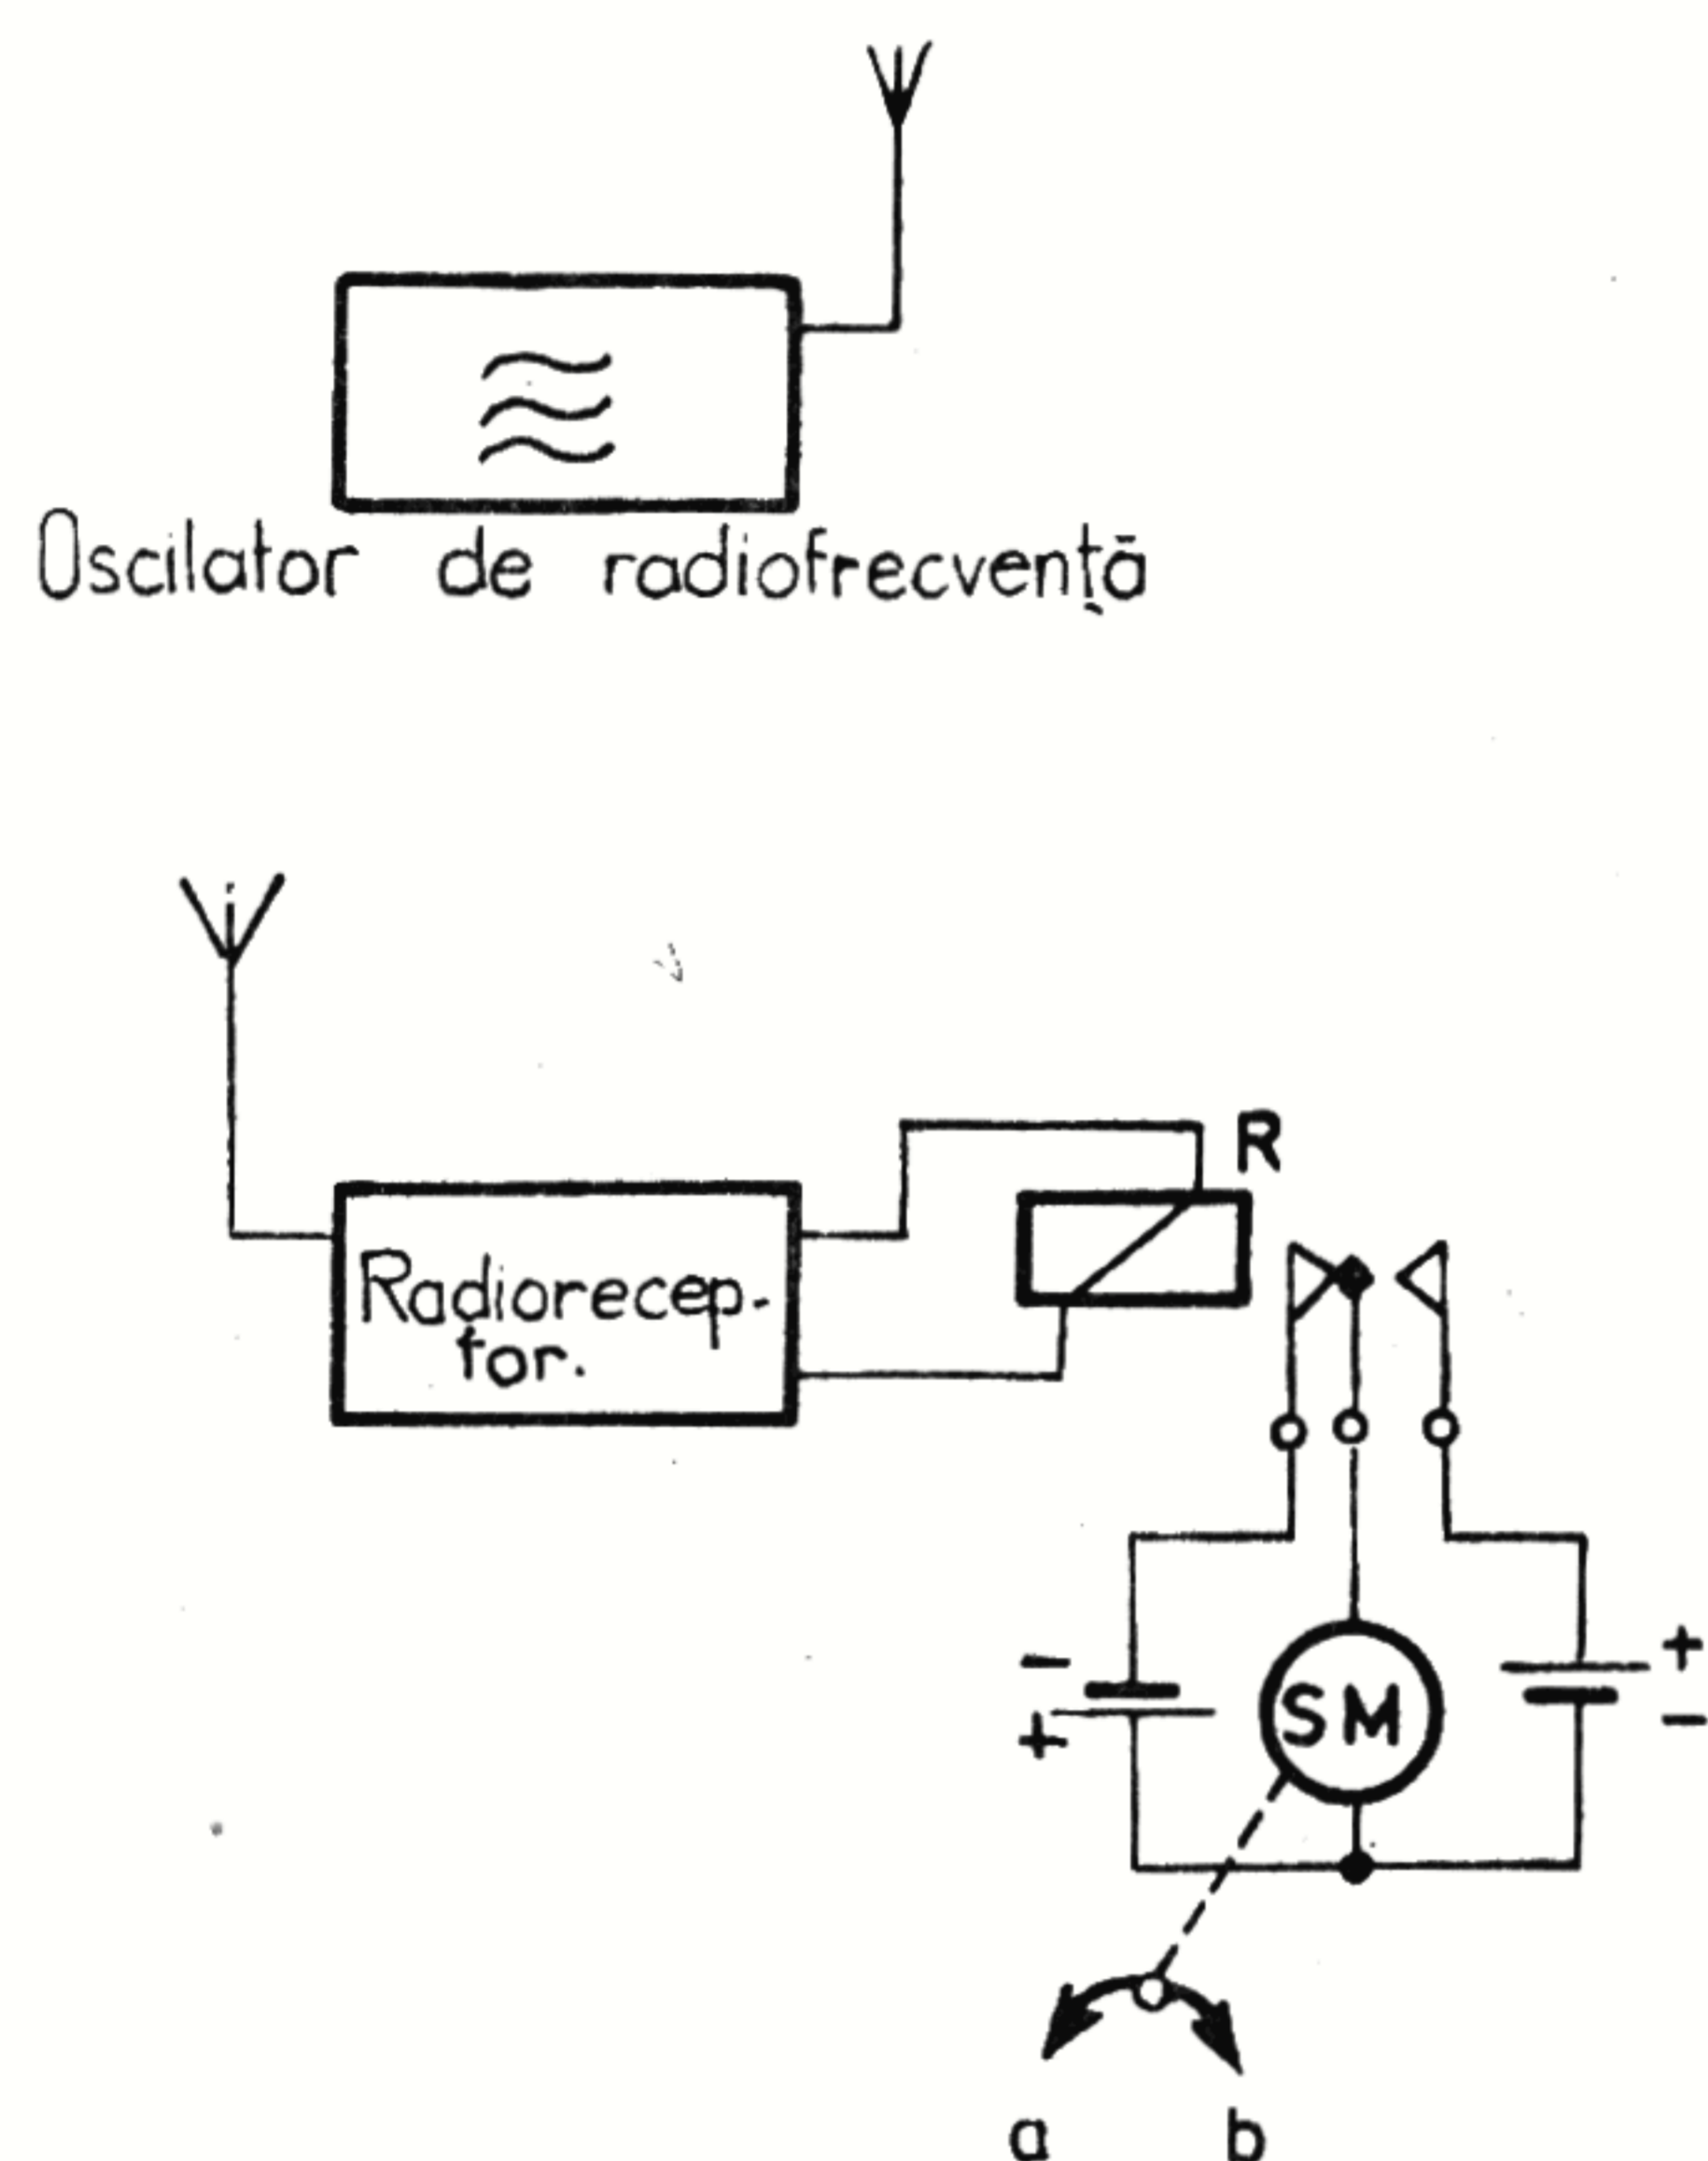 Oscilator de radiofrecvență
R
Radiorecep-
tor.
-
+
SM
+
-
a b